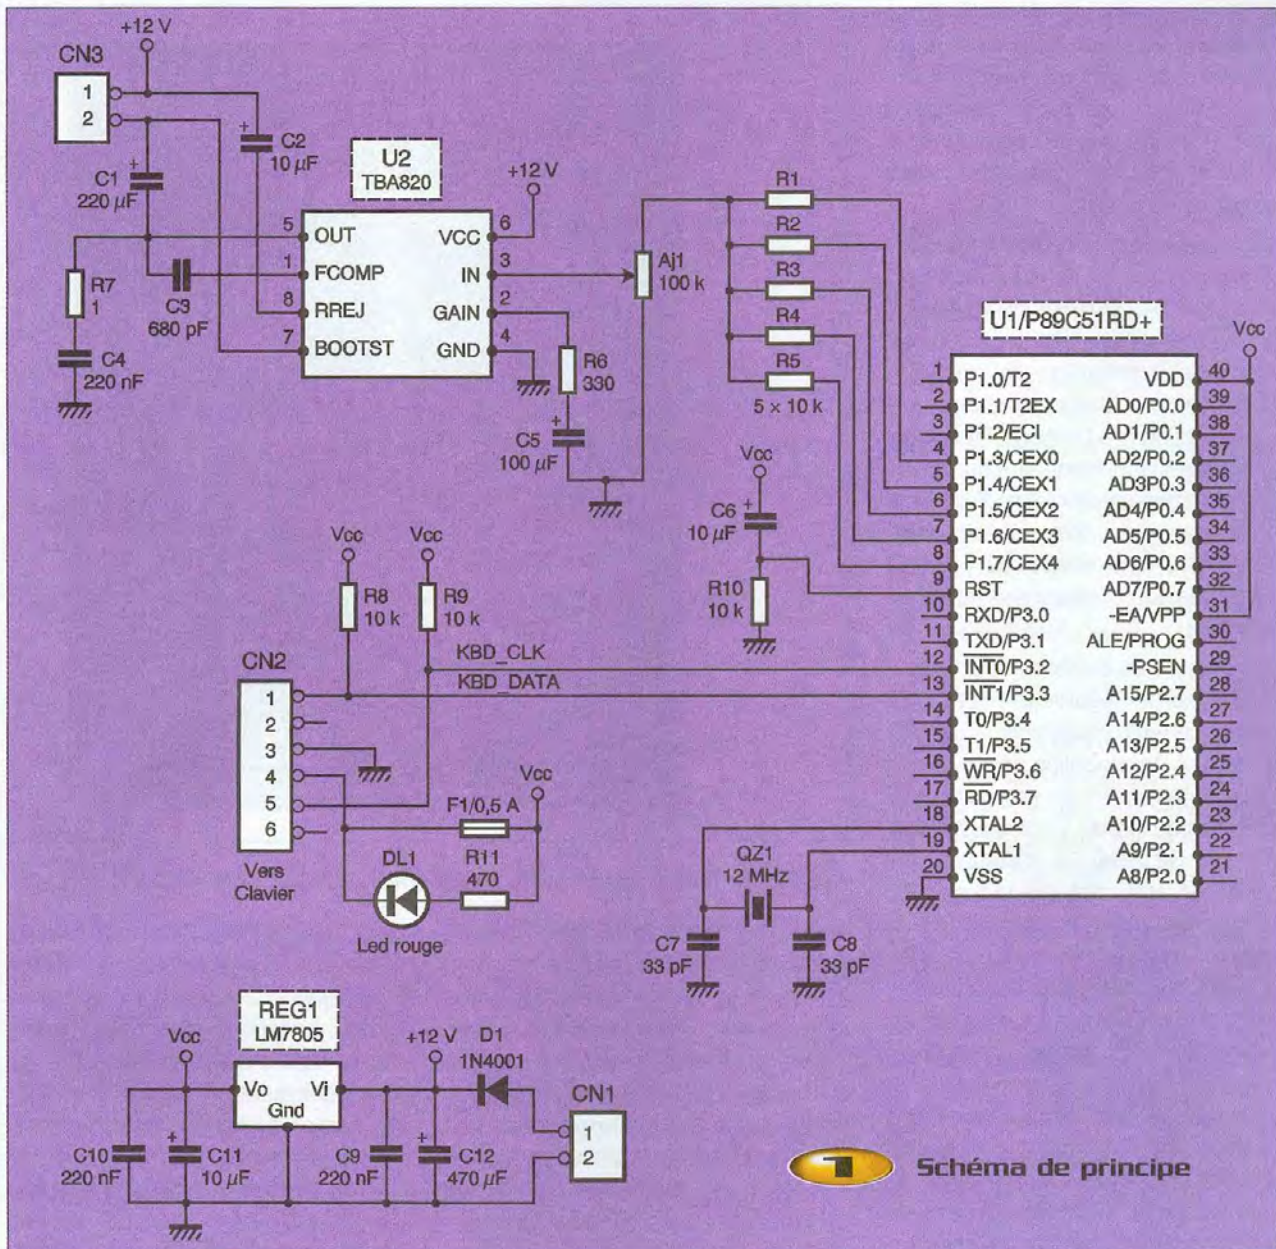 +12 V
CN3
1
2
C1
220 µF
C2
10 µF
U2
TBA820
+12 V
5
OUT
VCC
6
1
FCOMP
IN
3
8
RREJ
GAIN
2
7
BOOTST
GND
4
R7
1
C3
680 pF
C4
220 nF
R6
330
C5
100 µF
Aj1
100 k
R1
R2
R3
R4
R5
5 × 10 k
U1/P89C51RD+
Vcc
1
P1.0/T2
VDD
40
2
P1.1/T2EX
AD0/P0.0
39
3
P1.2/ECI
AD1/P0.1
38
4
P1.3/CEX0
AD2/P0.2
37
5
P1.4/CEX1
AD3P0.3
36
6
P1.5/CEX2
AD4/P0.4
35
7
P1.6/CEX3
AD5/P0.5
34
8
P1.7/CEX4
AD6/P0.6
33
9
RST
AD7/P0.7
32
10
RXD/P3.0
-EA/VPP
31
11
TXD/P3.1
ALE/PROG
30
12
INT0/P3.2
-PSEN
29
13
INT1/P3.3
A15/P2.7
28
14
T0/P3.4
A14/P2.6
27
15
T1/P3.5
A13/P2.5
26
16
WR/P3.6
A12/P2.4
25
17
RD/P3.7
A11/P2.3
24
18
XTAL2
A10/P2.2
23
19
XTAL1
A9/P2.1
22
20
VSS
A8/P2.0
21
Vcc
C6
10 µF
R10
10 k
Vcc
Vcc
R8
10 k
R9
10 k
KBD_CLK
KBD_DATA
CN2
1
2
3
4
5
6
Vers
Clavier
Vcc
F1/0,5 A
DL1
R11
470
Led rouge
QZ1
12 MHz
C7
33 pF
C8
33 pF
REG1
LM7805
Vcc
Vo
Vi
Gnd
+12 V
D1
1N4001
CN1
1
2
C10
220 nF
C11
10 µF
C9
220 nF
C12
470 µF
1
Schéma de principe